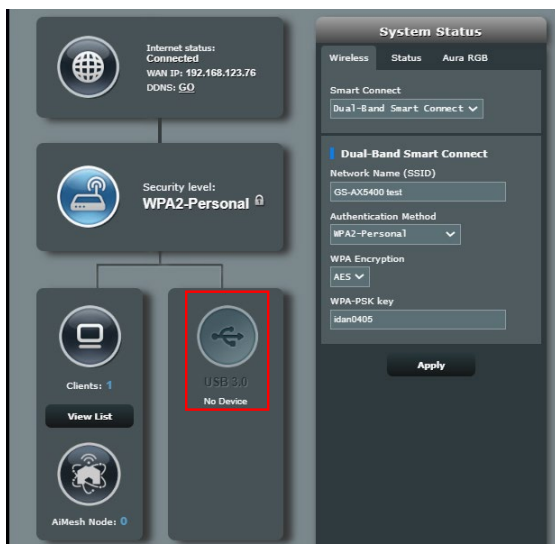 Internet status:
Connected
WAN IP: 192.168.123.76
DDNS: GO
Security level:
WPA2-Personal
Clients: 1
View List
AiMesh Node: 0
USB 3.0
No Device
System Status
Wireless Status Aura RGB
Smart Connect
Dual-Band Smart Connect
Dual-Band Smart Connect
Network Name (SSID)
GS-AX5400 test
Authentication Method
WPA2-Personal
WPA Encryption
AES
WPA-PSK key
idan0405
Apply